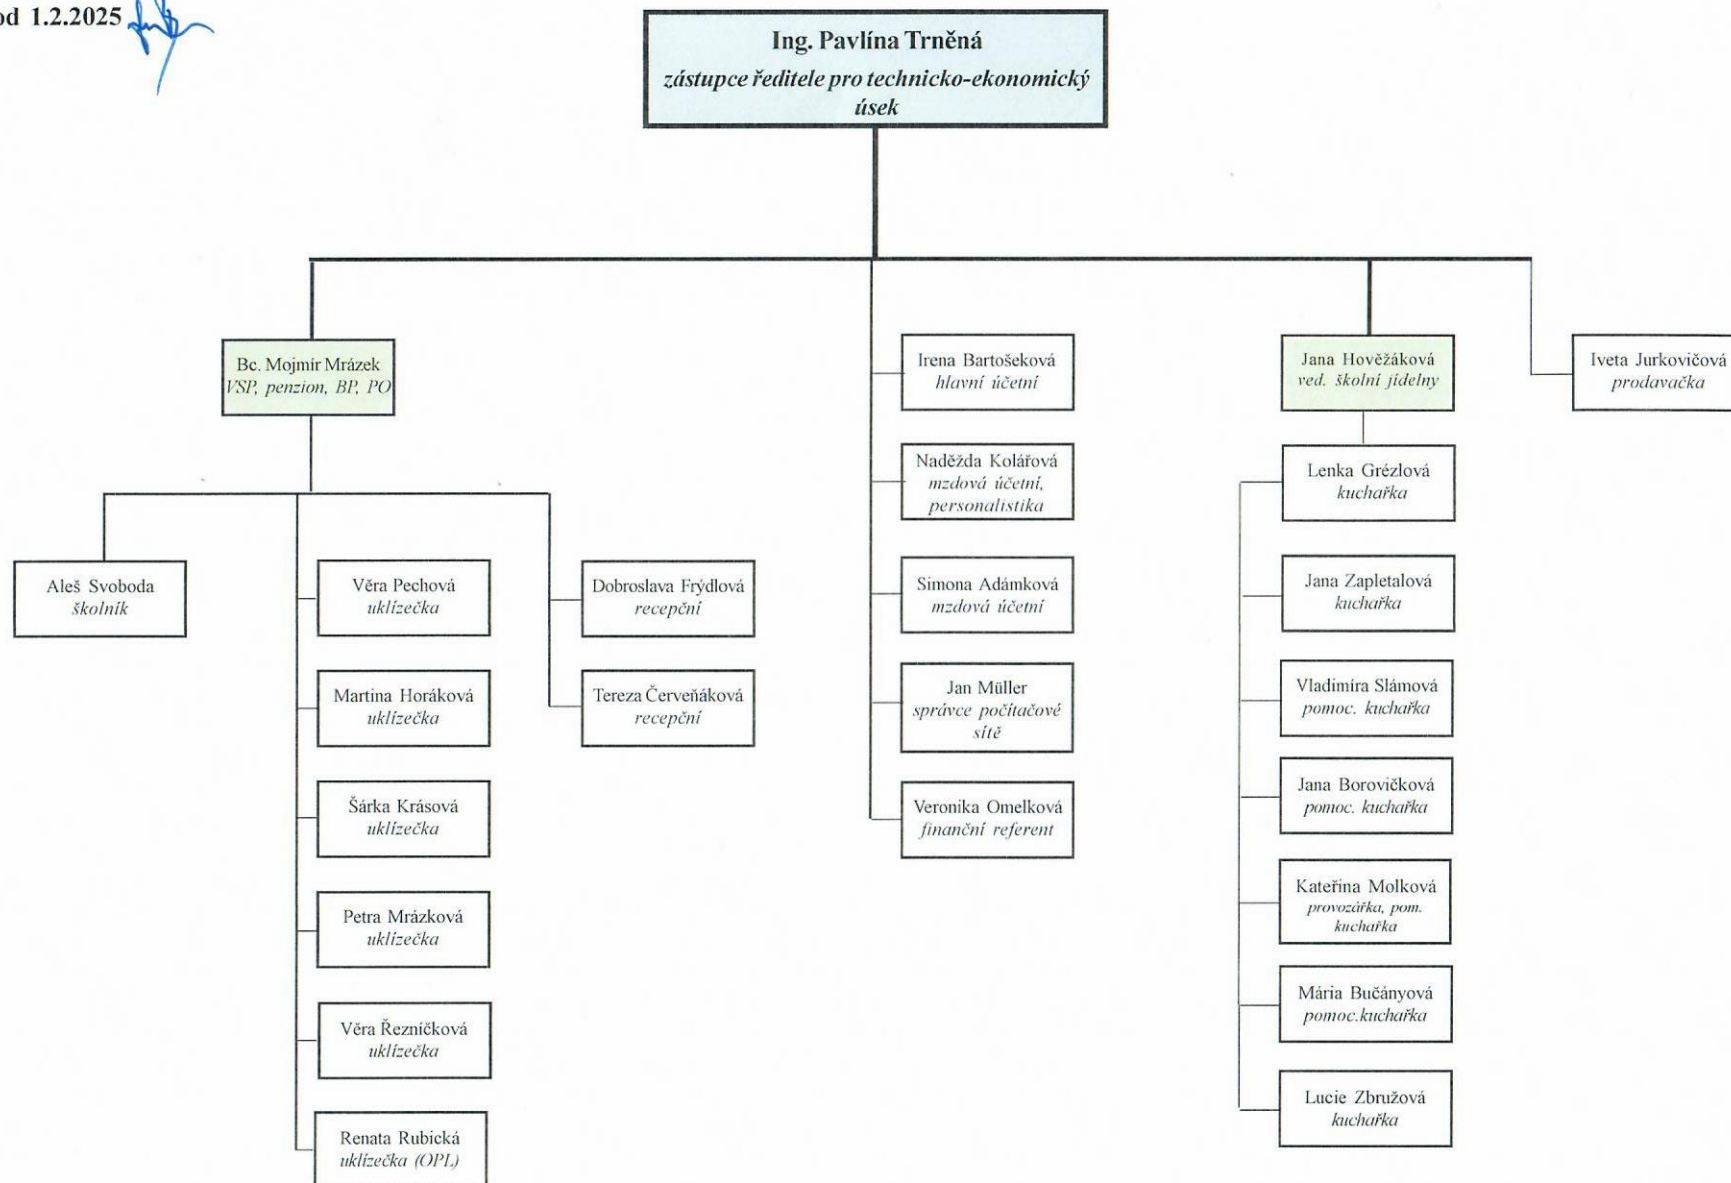 od 1.2.2025
Ing. Pavlína Trněná
zástupce ředitele pro technicko-ekonomický
úsek
Bc. Mojmír Mrázek
VSP, penzion, BP, PO
Aleš Svoboda
školník
Věra Pechová
uklízečka
Martina Horáková
uklízečka
Šárka Krásová
uklízečka
Petra Mrázková
uklízečka
Věra Řezníčková
uklízečka
Renata Rubická
uklízečka (OPL)
Dobroslava Frýdlová
recepční
Tereza Červeňáková
recepční
Irena Bartošeková
hlavní účetní
Naděžda Kolářová
mzdová účetní,
personalistika
Simona Adámková
mzdová účetní
Jan Müller
správce počítačové
sítě
Veronika Omelková
finanční referent
Jana Hověžáková
ved. školní jídelny
Lenka Grézlová
kuchařka
Jana Zapletalová
kuchařka
Vladimíra Slámová
pomoc. kuchařka
Jana Borovičková
pomoc. kuchařka
Kateřina Molková
provozářka, pom.
kuchařka
Mária Bučányová
pomoc.kuchařka
Lucie Zbružová
kuchařka
Iveta Jurkovičová
prodavačka